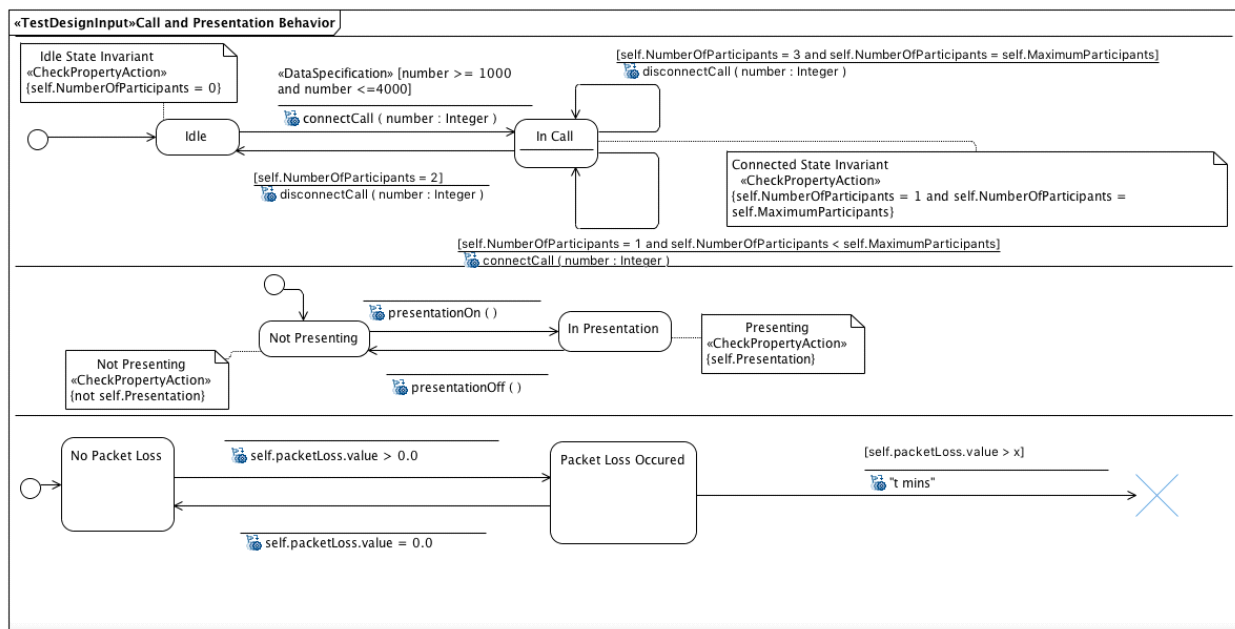 «TestDesignInput»Call and Presentation Behavior
Idle State Invariant
«CheckPropertyAction»
{self.NumberOfParticipants = 0}
«DataSpecification» [number >= 1000
and number <=4000]
connectCall ( number : Integer )
[self.NumberOfParticipants = 3 and self.NumberOfParticipants = self.MaximumParticipants]
disconnectCall ( number : Integer )
Idle
In Call
[self.NumberOfParticipants = 2]
disconnectCall ( number : Integer )
Connected State Invariant
«CheckPropertyAction»
{self.NumberOfParticipants = 1 and self.NumberOfParticipants =
self.MaximumParticipants}
[self.NumberOfParticipants = 1 and self.NumberOfParticipants < self.MaximumParticipants]
connectCall ( number : Integer )
presentationOn ( )
Not Presenting
In Presentation
Presenting
«CheckPropertyAction»
{self.Presentation}
Not Presenting
«CheckPropertyAction»
{not self.Presentation}
presentationOff ( )
No Packet Loss
self.packetLoss.value > 0.0
Packet Loss Occured
[self.packetLoss.value > x]
"t mins"
self.packetLoss.value = 0.0